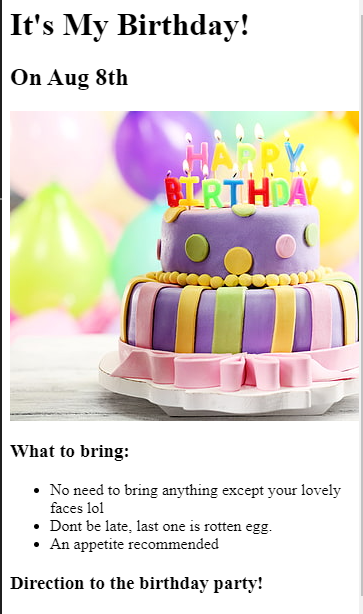 It's My Birthday!
On Aug 8th
HAPPY
BIRTHDAY
What to bring:
No need to bring anything except your lovely
faces lol
Dont be late, last one is rotten egg.
An appetite recommended
Direction to the birthday party!